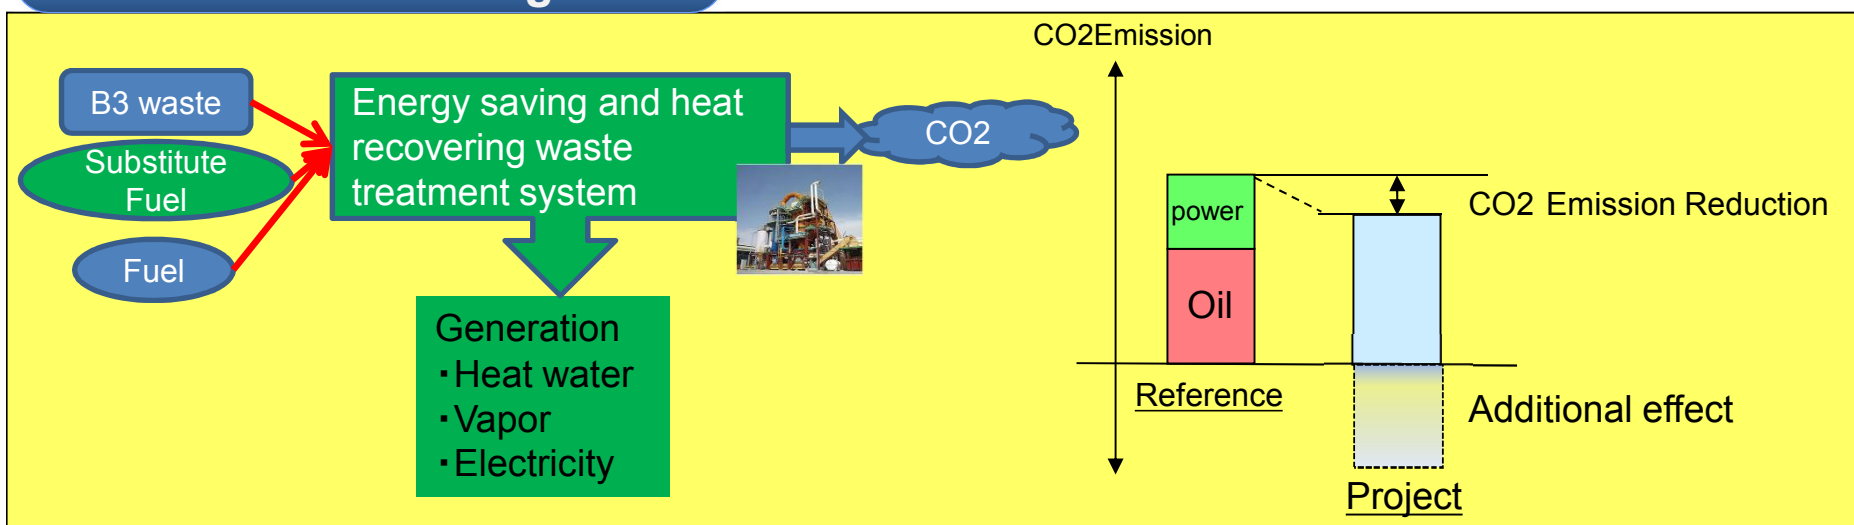 B3 waste
Substitute
Fuel
Fuel
Energy saving and heat
recovering waste
treatment system
CO2
Generation
・Heat water
・Vapor
・Electricity
CO2Emission
power
Oil
CO2 Emission Reduction
Reference
Additional effect
Project